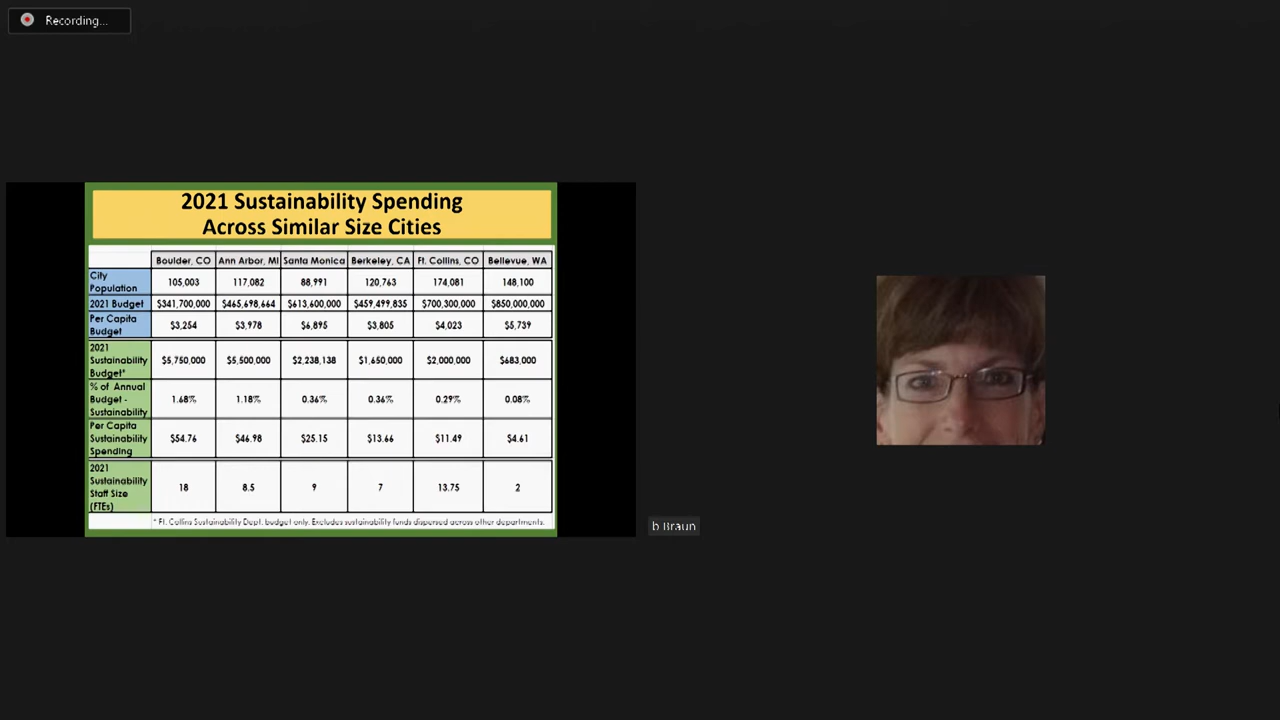 Recording...
2021 Sustainability Spending
Across Similar Size Cities
Boulder, CO Ann Arbor, MI Santa Monica Berkeley, CA Ft. Collins, CO Bellevue, WA
City
Population 105,003 117,082 88,991 120,763 174,081 148,100
2021 Budget $341,700,000 $465,698,664 $613,600,000 $459,499,835 $700,300,000 $850,000,000
Per Capita
Budget $3,254 $3,978 $6,895 $3,805 $4,023 $5,739
2021
Sustainability
Budget* $5,750,000 $5,500,000 $2,238,138 $1,650,000 $2,000,000 $683,000
% of Annual
Budget -
Sustainability 1.68% 1.18% 0.36% 0.36% 0.29% 0.08%
Per Capita
Sustainability
Spending $54.76 $46.98 $25.15 $13.66 $11.49 $4.61
2021
Sustainability
Staff Size
(FTEs) 18 8.5 9 7 13.75 2
* Ft. Collins Sustainability Dept. budget only. Excludes sustainability funds dispersed across other departments.
b Braun